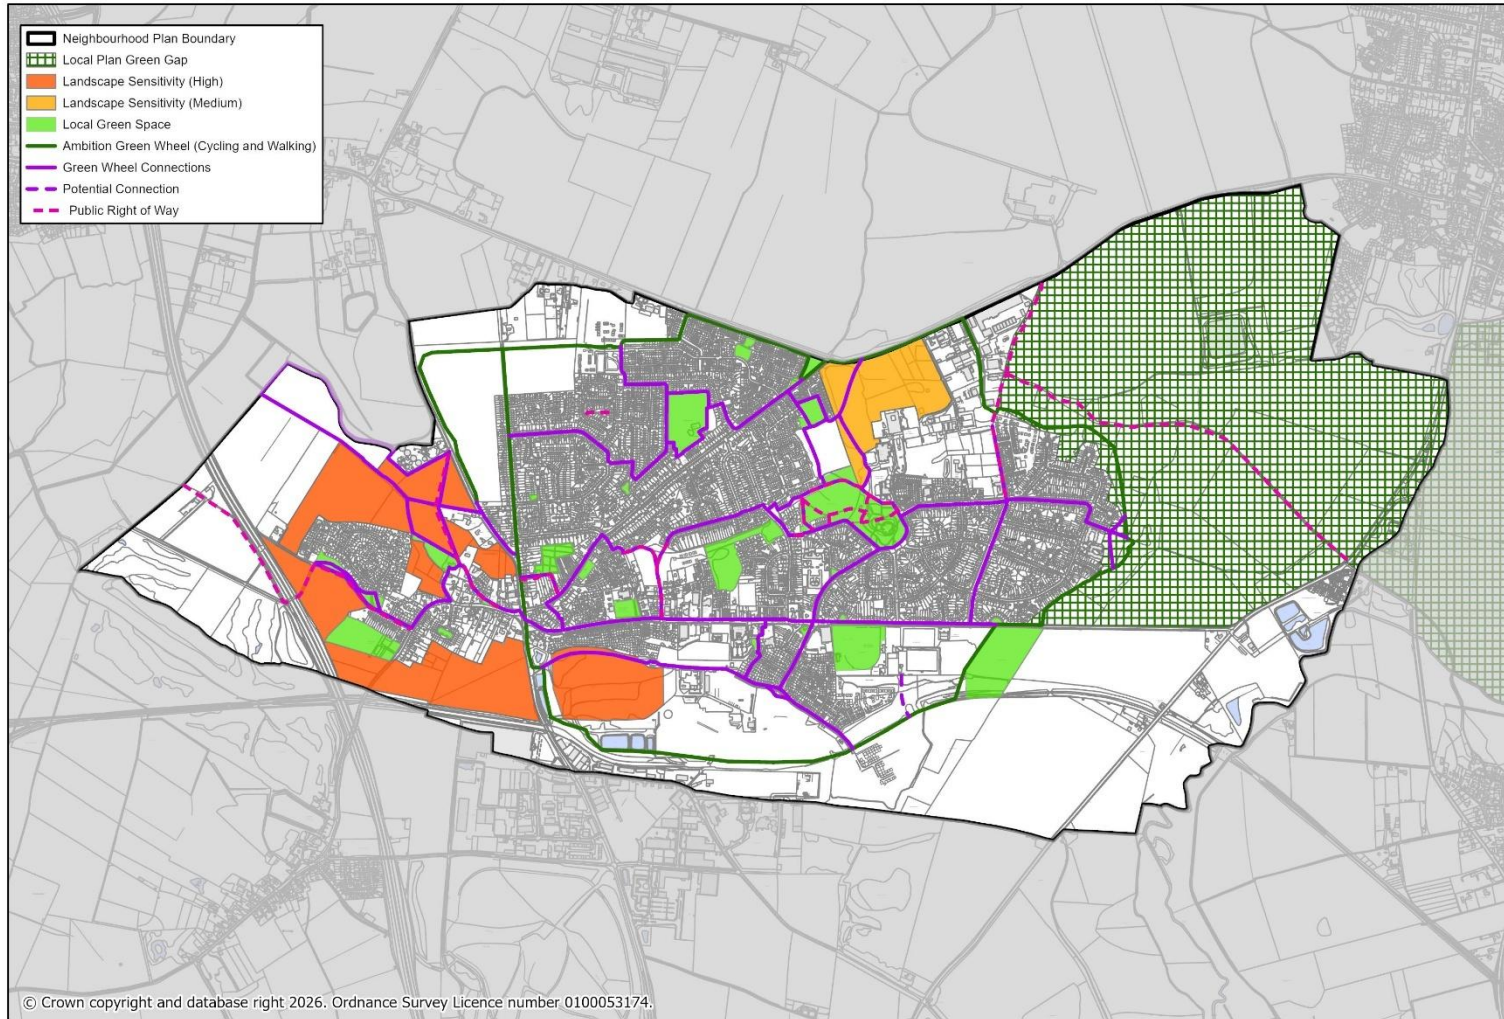 Neighbourhood Plan Boundary
Local Plan Green Gap
Landscape Sensitivity (High)
Landscape Sensitivity (Medium)
Local Green Space
Ambition Green Wheel (Cycling and Walking)
Green Wheel Connections
Potential Connection
Public Right of Way
© Crown copyright and database right 2026. Ordnance Survey Licence number 0100053174.